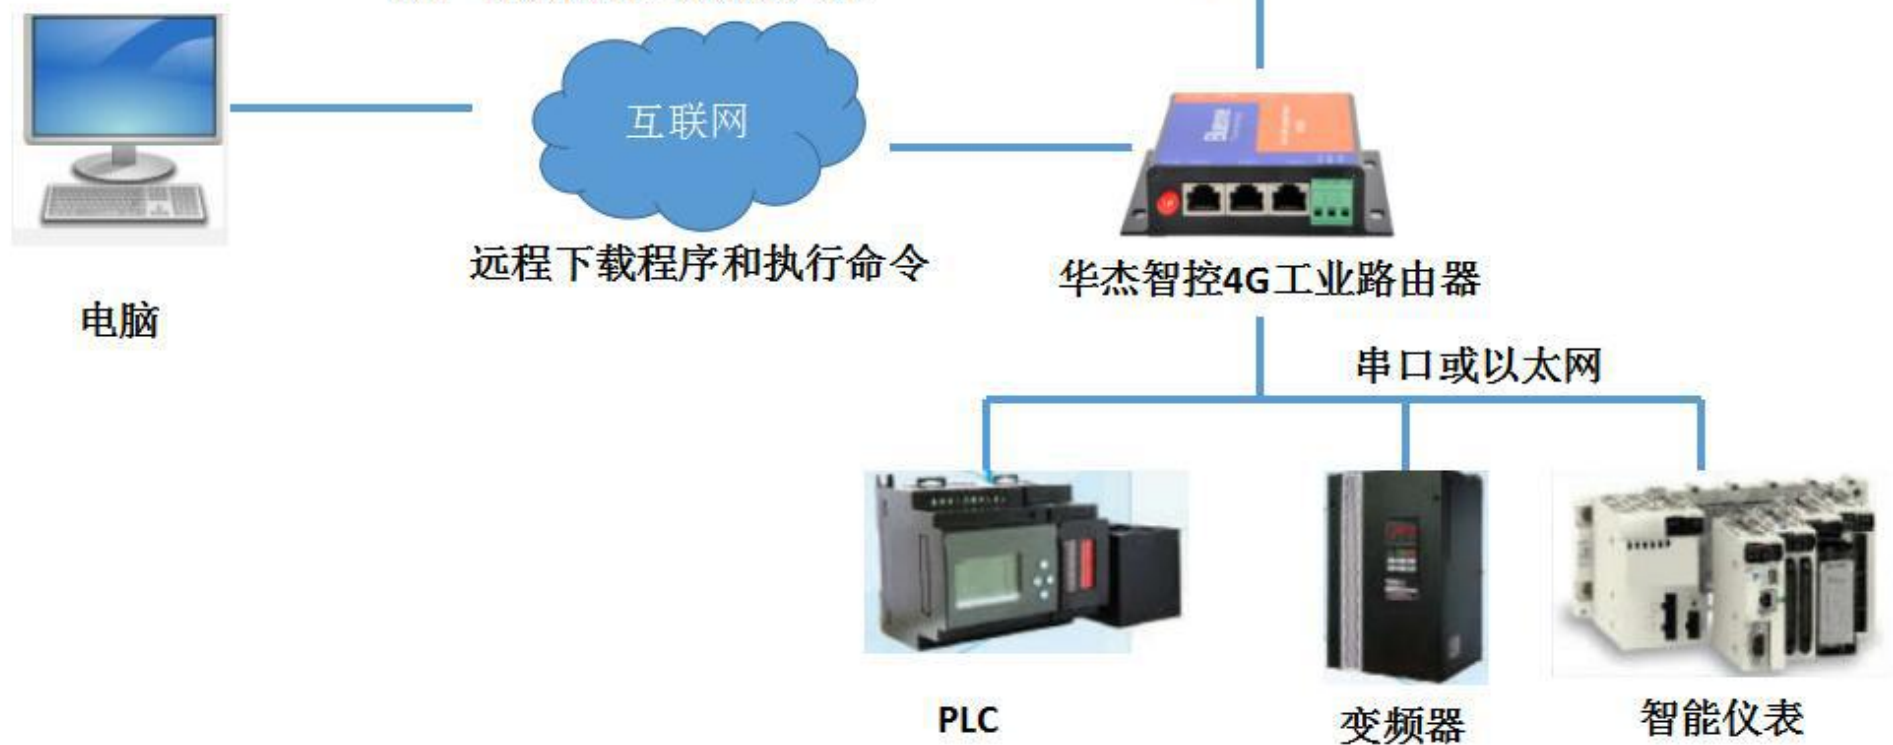 互联网
远程下载程序和执行命令
华杰智控4G工业路由器
电脑
串口或以太网
PLC
变频器
智能仪表